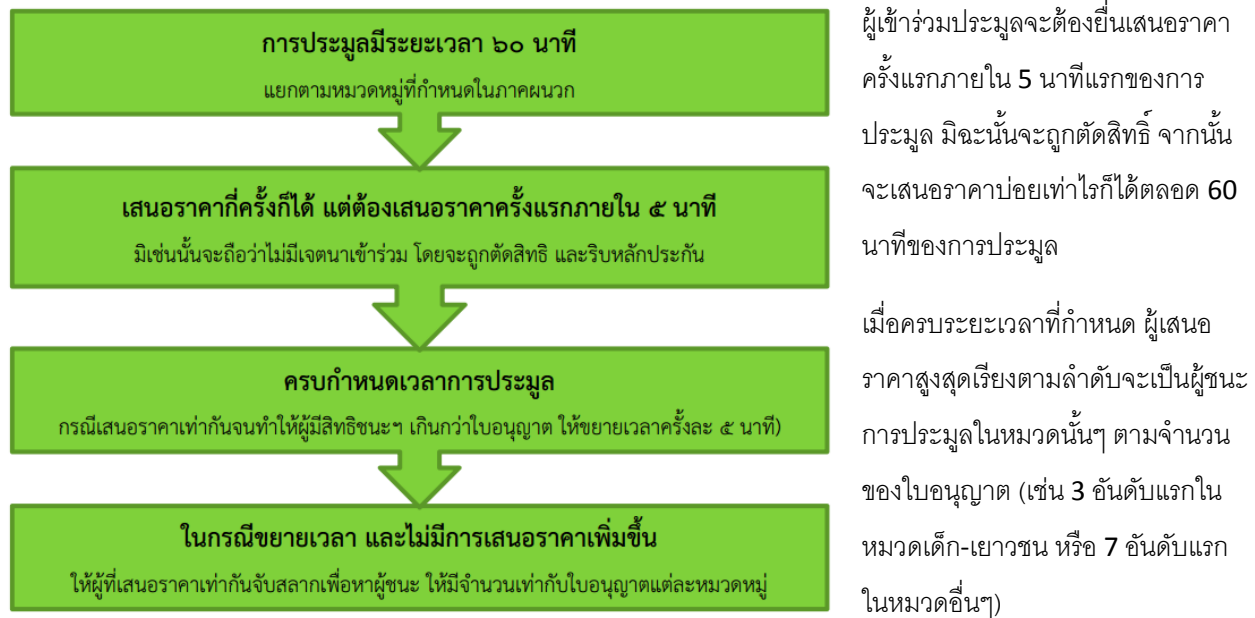 การประมูลมีระยะเวลา ๖๐ นาที
แยกตามหมวดหมู่ที่กำหนดในภาคผนวก
เสนอราคากี่ครั้งก็ได้ แต่ต้องเสนอราคาครั้งแรกภายใน ๕ นาที
มิเช่นนั้นจะถือว่าไม่มีเจตนาเข้าร่วม โดยจะถูกตัดสิทธิ และริบหลักประกัน
ครบกำหนดเวลาการประมูล
กรณีเสนอราคาเท่ากันจนทำให้ผู้มีสิทธิชนะฯ เกินกว่าใบอนุญาต ให้ขยายเวลาครั้งละ ๕ นาที)
ในกรณีขยายเวลา และไม่มีการเสนอราคาเพิ่มขึ้น
ให้ผู้ที่เสนอราคาเท่ากันจับสลากเพื่อหาผู้ชนะ ให้มีจำนวนเท่ากับใบอนุญาตแต่ละหมวดหมู่
ผู้เข้าร่วมประมูลจะต้องยื่นเสนอราคา
ครั้งแรกภายใน 5 นาทีแรกของการ
ประมูล มิฉะนั้นจะถูกตัดสิทธิ์ จากนั้น
จะเสนอราคาบ่อยเท่าไรก็ได้ตลอด 60
นาทีของการประมูล
เมื่อครบระยะเวลาที่กำหนด ผู้เสนอ
ราคาสูงสุดเรียงตามลำดับจะเป็นผู้ชนะ
การประมูลในหมวดนั้นๆ ตามจำนวน
ของใบอนุญาต (เช่น 3 อันดับแรกใน
หมวดเด็ก-เยาวชน หรือ 7 อันดับแรก
ในหมวดอื่นๆ)